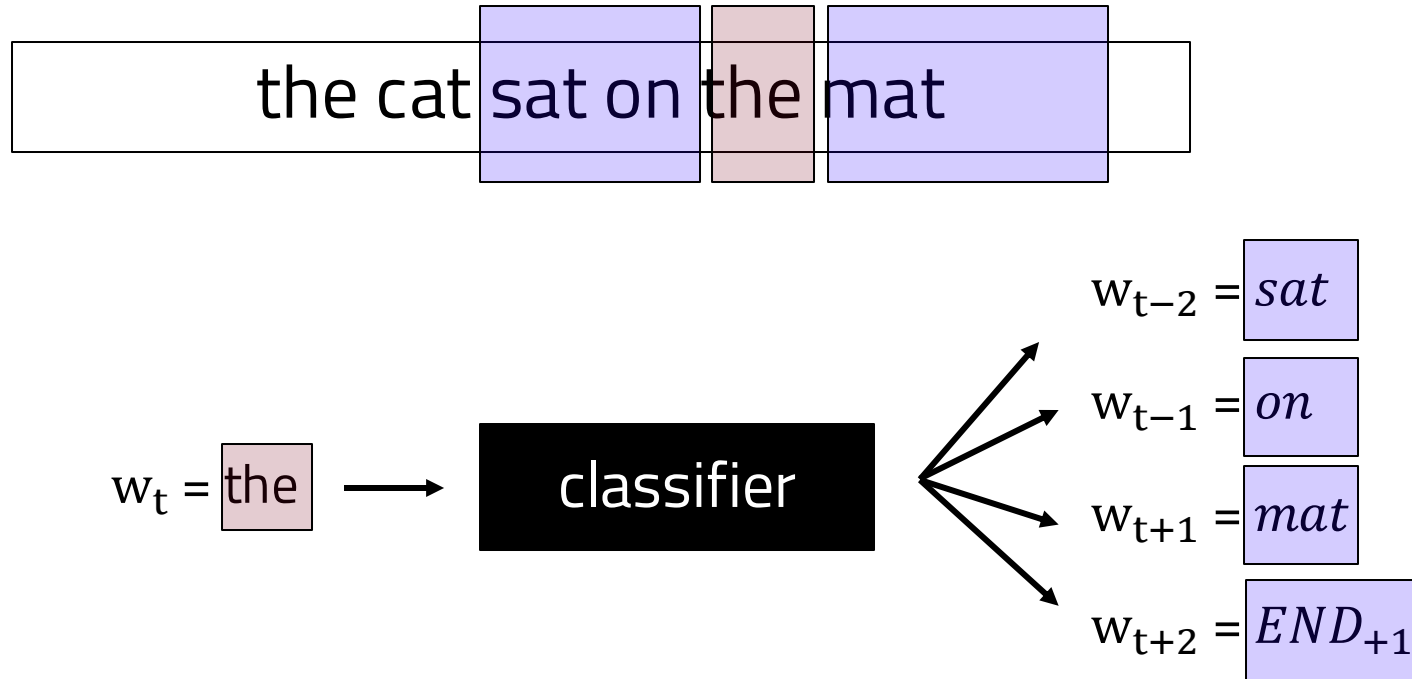 the cat sat on the mat
w_{t−2} = sat
w_{t−1} = on
w_t = the
classifier
w_{t+1} = mat
w_{t+2} = END_{+1}